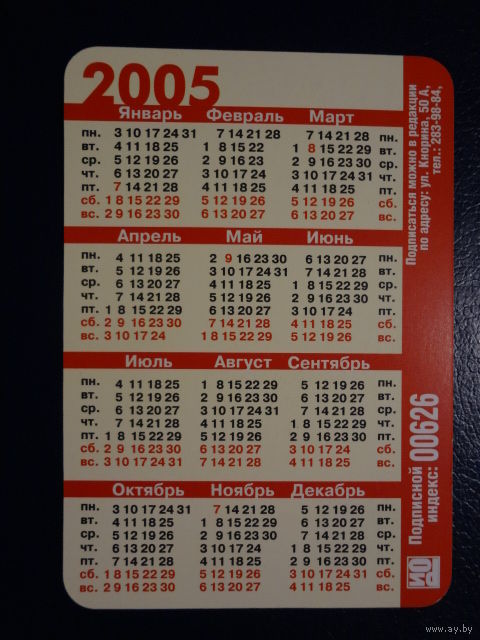 2005
Январь Февраль Март
пн. 3 10 17 24 31 7 14 21 28 7 14 21 28 пн.
вт. 4 11 18 25 1 8 15 22 1 8 15 22 29 вт.
ср. 5 12 19 26 2 9 16 23 2 9 16 23 30 ср.
чт. 6 13 20 27 3 10 17 24 3 10 17 24 31 чт.
пт. 7 14 21 28 4 11 18 25 4 11 18 25 пт.
сб. 1 8 15 22 29 5 12 19 26 5 12 19 26 сб.
вс. 2 9 16 23 30 6 13 20 27 6 13 20 27 вс.
Апрель Май Июнь
пн. 4 11 18 25 2 9 16 23 30 6 13 20 27 пн.
вт. 5 12 19 26 3 10 17 24 31 7 14 21 28 вт.
ср. 6 13 20 27 4 11 18 25 1 8 15 22 29 ср.
чт. 7 14 21 28 5 12 19 26 2 9 16 23 30 чт.
пт. 1 8 15 22 29 6 13 20 27 3 10 17 24 пт.
сб. 2 9 16 23 30 7 14 21 28 4 11 18 25 сб.
вс. 3 10 17 24 1 8 15 22 29 5 12 19 26 вс.
Июль Август Сентябрь
пн. 4 11 18 25 1 8 15 22 29 5 12 19 26 пн.
вт. 5 12 19 26 2 9 16 23 30 6 13 20 27 вт.
ср. 6 13 20 27 3 10 17 24 31 7 14 21 28 ср.
чт. 7 14 21 28 4 11 18 25 1 8 15 22 29 чт.
пт. 1 8 15 22 29 5 12 19 26 2 9 16 23 30 пт.
сб. 2 9 16 23 30 6 13 20 27 3 10 17 24 сб.
вс. 3 10 17 24 31 7 14 21 28 4 11 18 25 вс.
Октябрь Ноябрь Декабрь
пн. 3 10 17 24 31 7 14 21 28 5 12 19 26 пн.
вт. 4 11 18 25 1 8 15 22 29 6 13 20 27 вт.
ср. 5 12 19 26 2 9 16 23 30 7 14 21 28 ср.
чт. 6 13 20 27 3 10 17 24 1 8 15 22 29 чт.
пт. 7 14 21 28 4 11 18 25 2 9 16 23 30 пт.
сб. 1 8 15 22 29 5 12 19 26 3 10 17 24 31 сб.
вс. 2 9 16 23 30 6 13 20 27 4 11 18 25 вс.
Подписаться можно в редакции
по адресу: ул. Кнорина, 50 А,
тел.: 283-98-84,
Подписной
индекс: 00626
www.ay.by